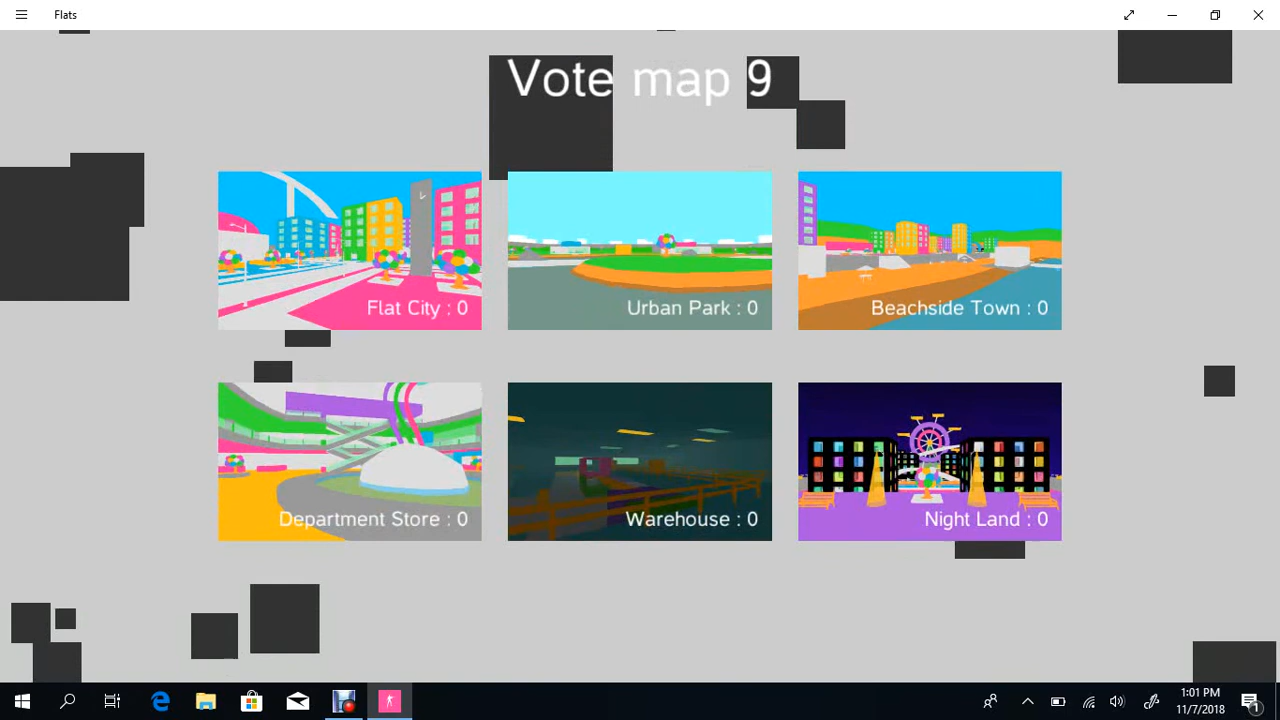 Flats
Vote map 9
Flat City : 0
Urban Park : 0
Beachside Town : 0
Department Store : 0
Warehouse : 0
Night Land : 0
1:01 PM
11/7/2018
1